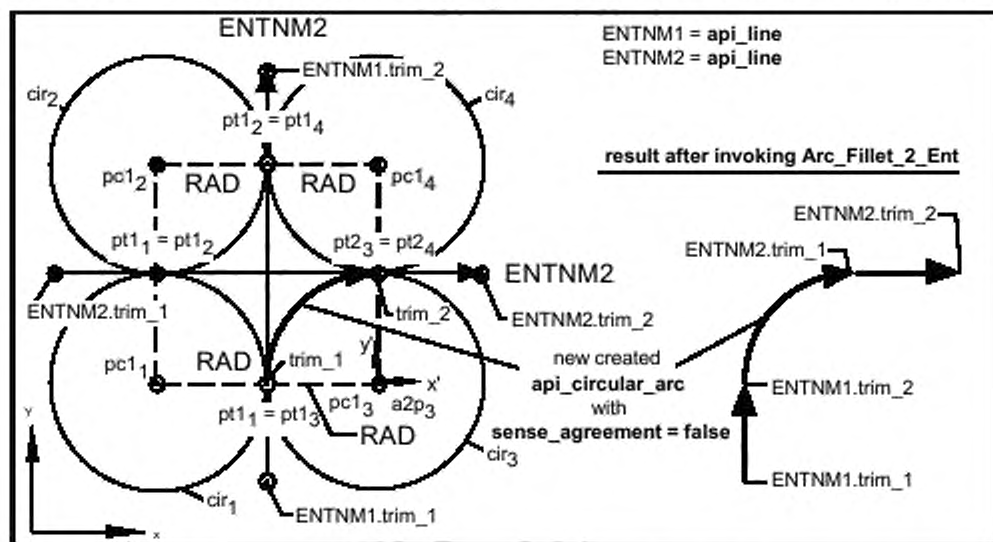 ENTNM2
ENTNM1 = api_line
ENTNM2 = api_line
ENTNM1.trim_2
cir2
cir4
pt12 = pt14
result after invoking Arc_Fillet_2_Ent
pc12
RAD
RAD
pc14
ENTNM2.trim_2
pt11 = pt12
pt23 = pt24
ENTNM2.trim_1
ENTNM2
ENTNM2.trim_1
trim_2
ENTNM2.trim_2
y'
RAD
trim_1
new created
pc11
x'
api_circular_arc
ENTNM1.trim_2
pc13
a2p3
with
pt11 = pt13
RAD
sense_agreement = false
Y
cir3
ENTNM1.trim_1
cir1
ENTNM1.trim_1
x